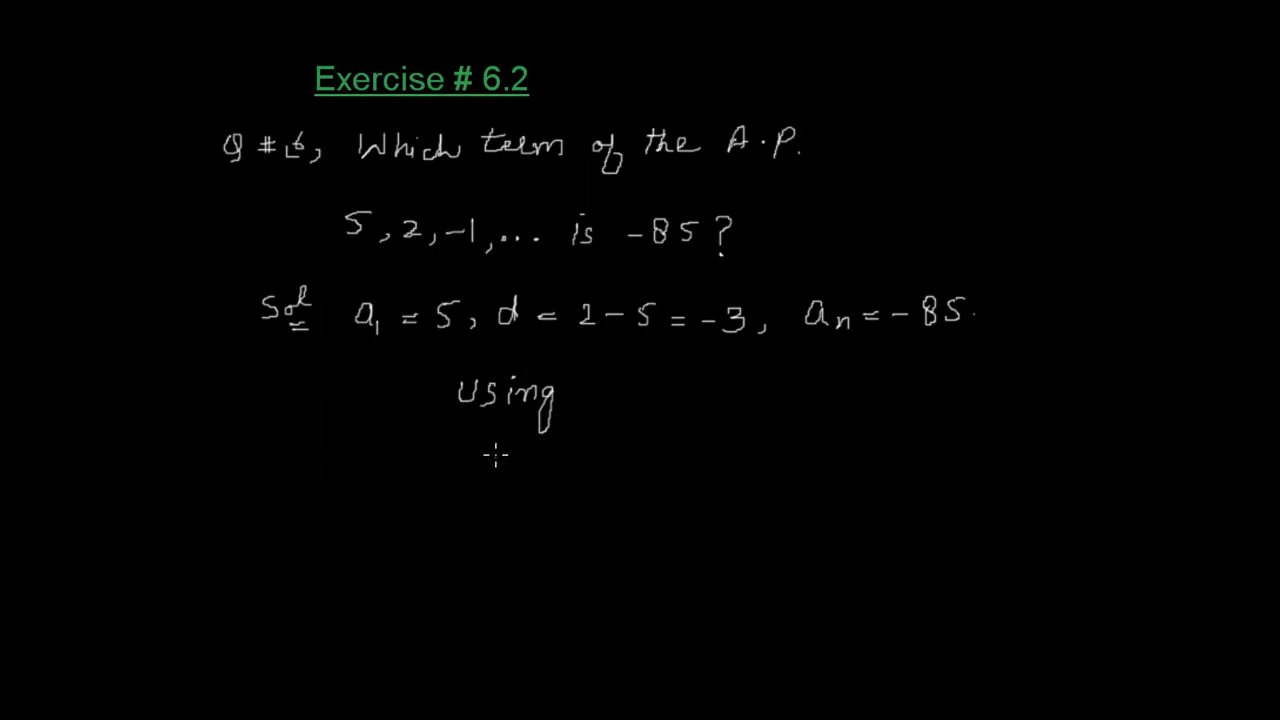 Exercise # 6.2
Q # 6, Which term of the A.P.
5, 2, -1, ... is -85?
Sol a₁ = 5, d = 2 - 5 = -3, aₙ = -85.
using